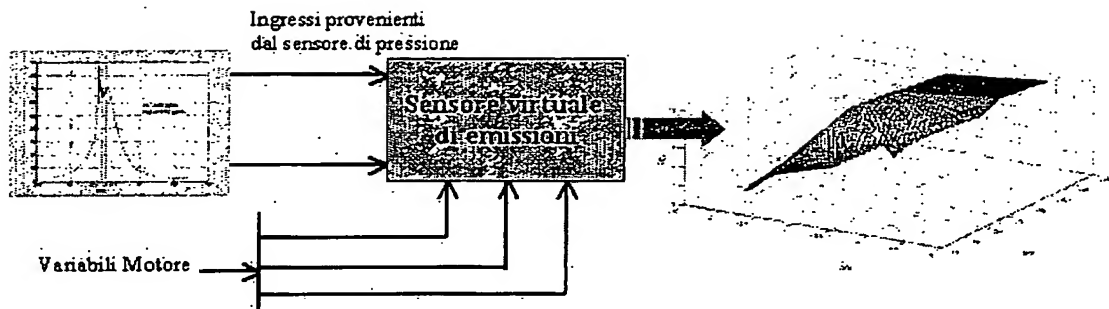 Ingressi provenienti
dal sensore di pressione
Sensore virtuale
di emissioni
Variabili Motore